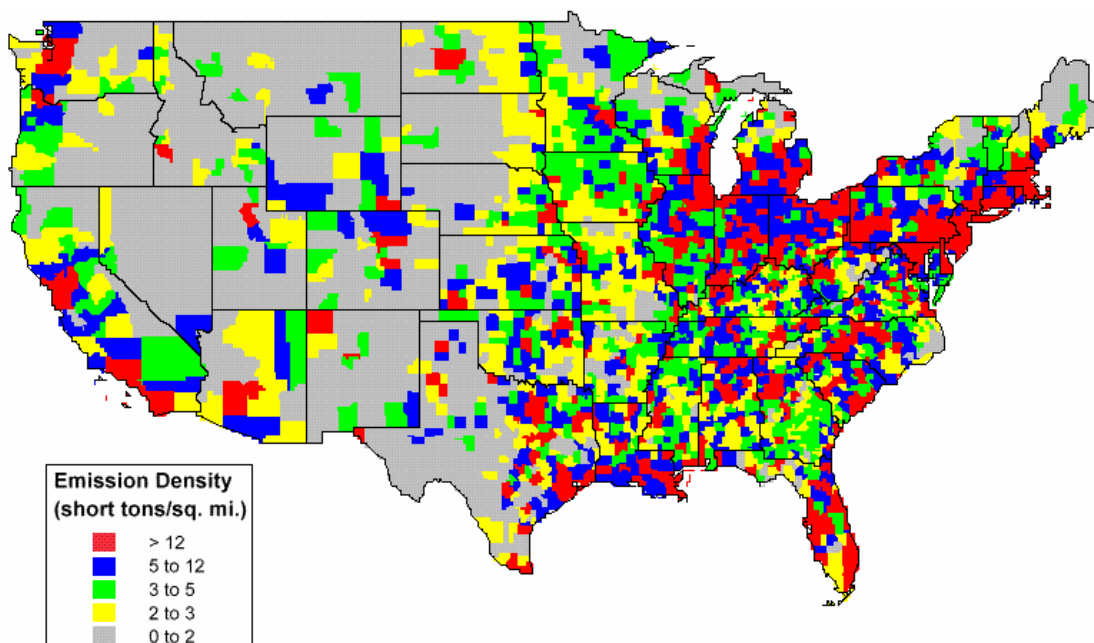 Emission Density
(short tons/sq. mi.)
> 12
5 to 12
3 to 5
2 to 3
0 to 2